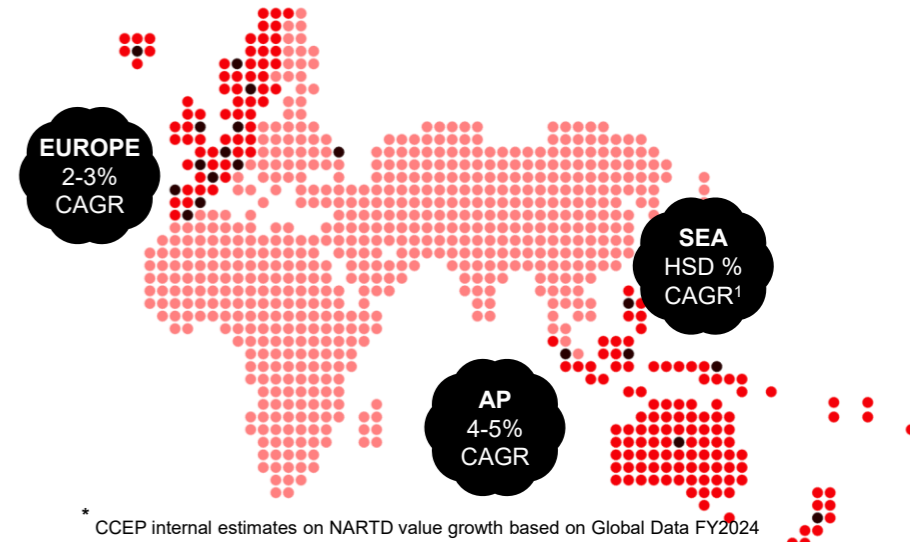 EUROPE
2-3%
CAGR
SEA
HSD %
CAGR¹
AP
4-5%
CAGR
* CCEP internal estimates on NARTD value growth based on Global Data FY2024